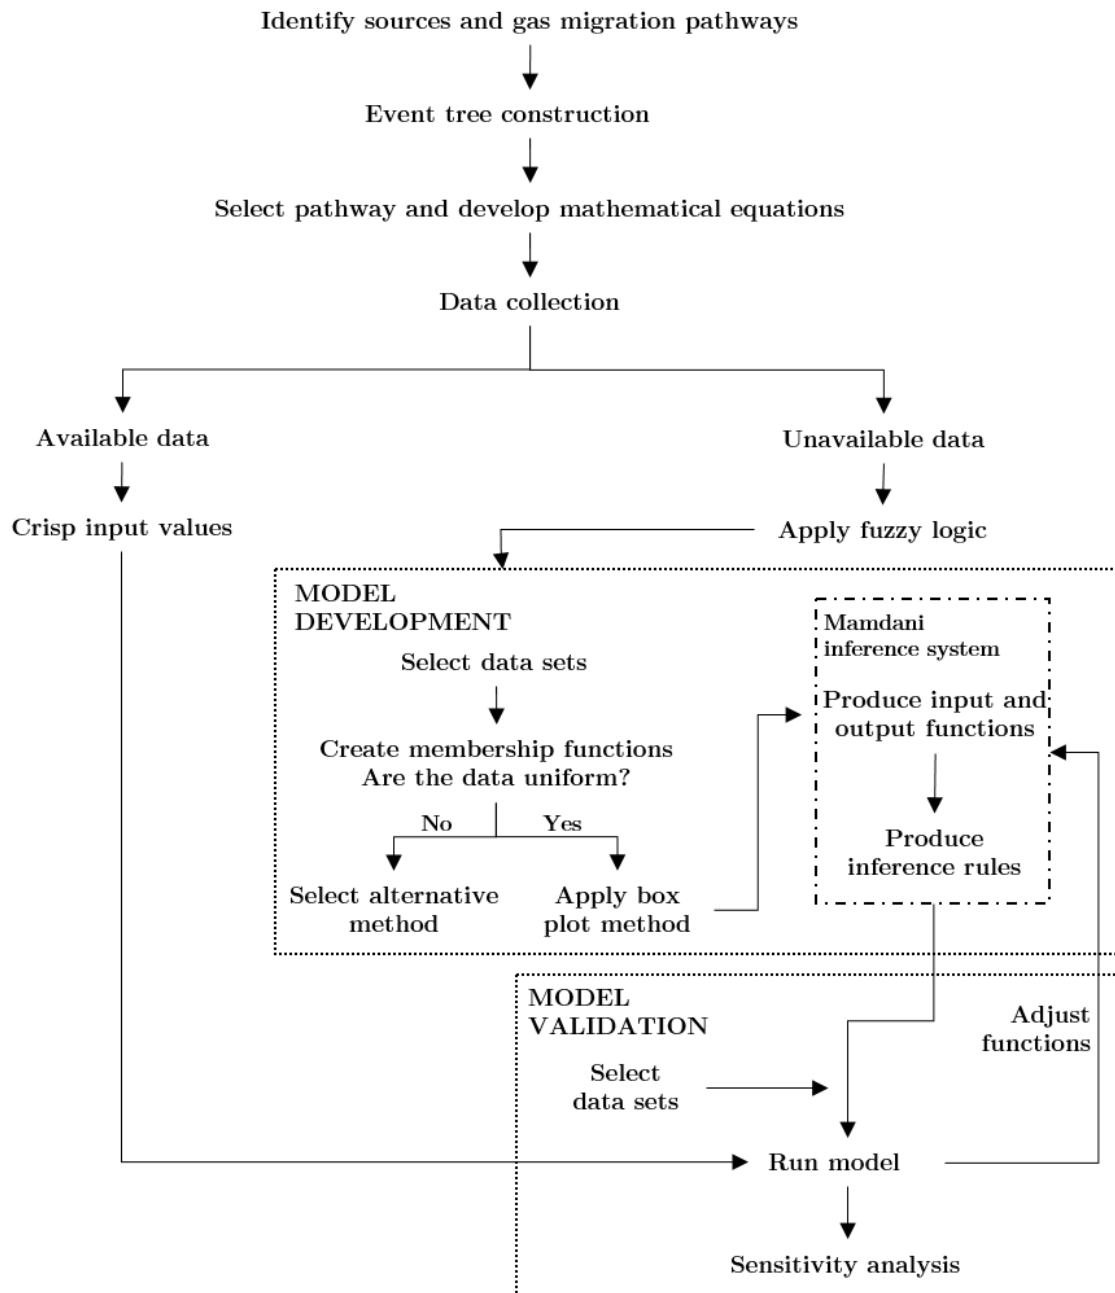 Identify sources and gas migration pathways
Event tree construction
Select pathway and develop mathematical equations
Data collection
Available data
Unavailable data
Crisp input values
Apply fuzzy logic
MODEL
DEVELOPMENT
Select data sets
Create membership functions
Are the data uniform?
No
Yes
Select alternative
method
Apply box
plot method
Mamdani
inference system
Produce input and
output functions
Produce
inference rules
MODEL
VALIDATION
Adjust
functions
Select
data sets
Run model
Sensitivity analysis